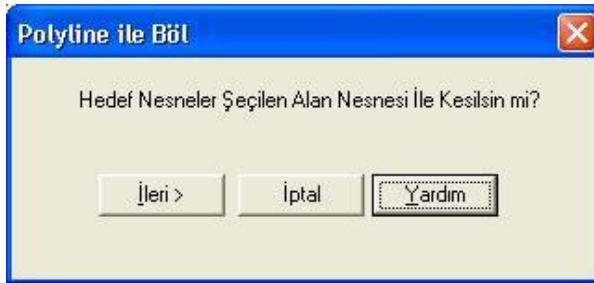 Polyline ile Böl
Hedef Nesneler Şeçilen Alan Nesnesi İle Kesilsin mi?
İleri > İptal Yardım